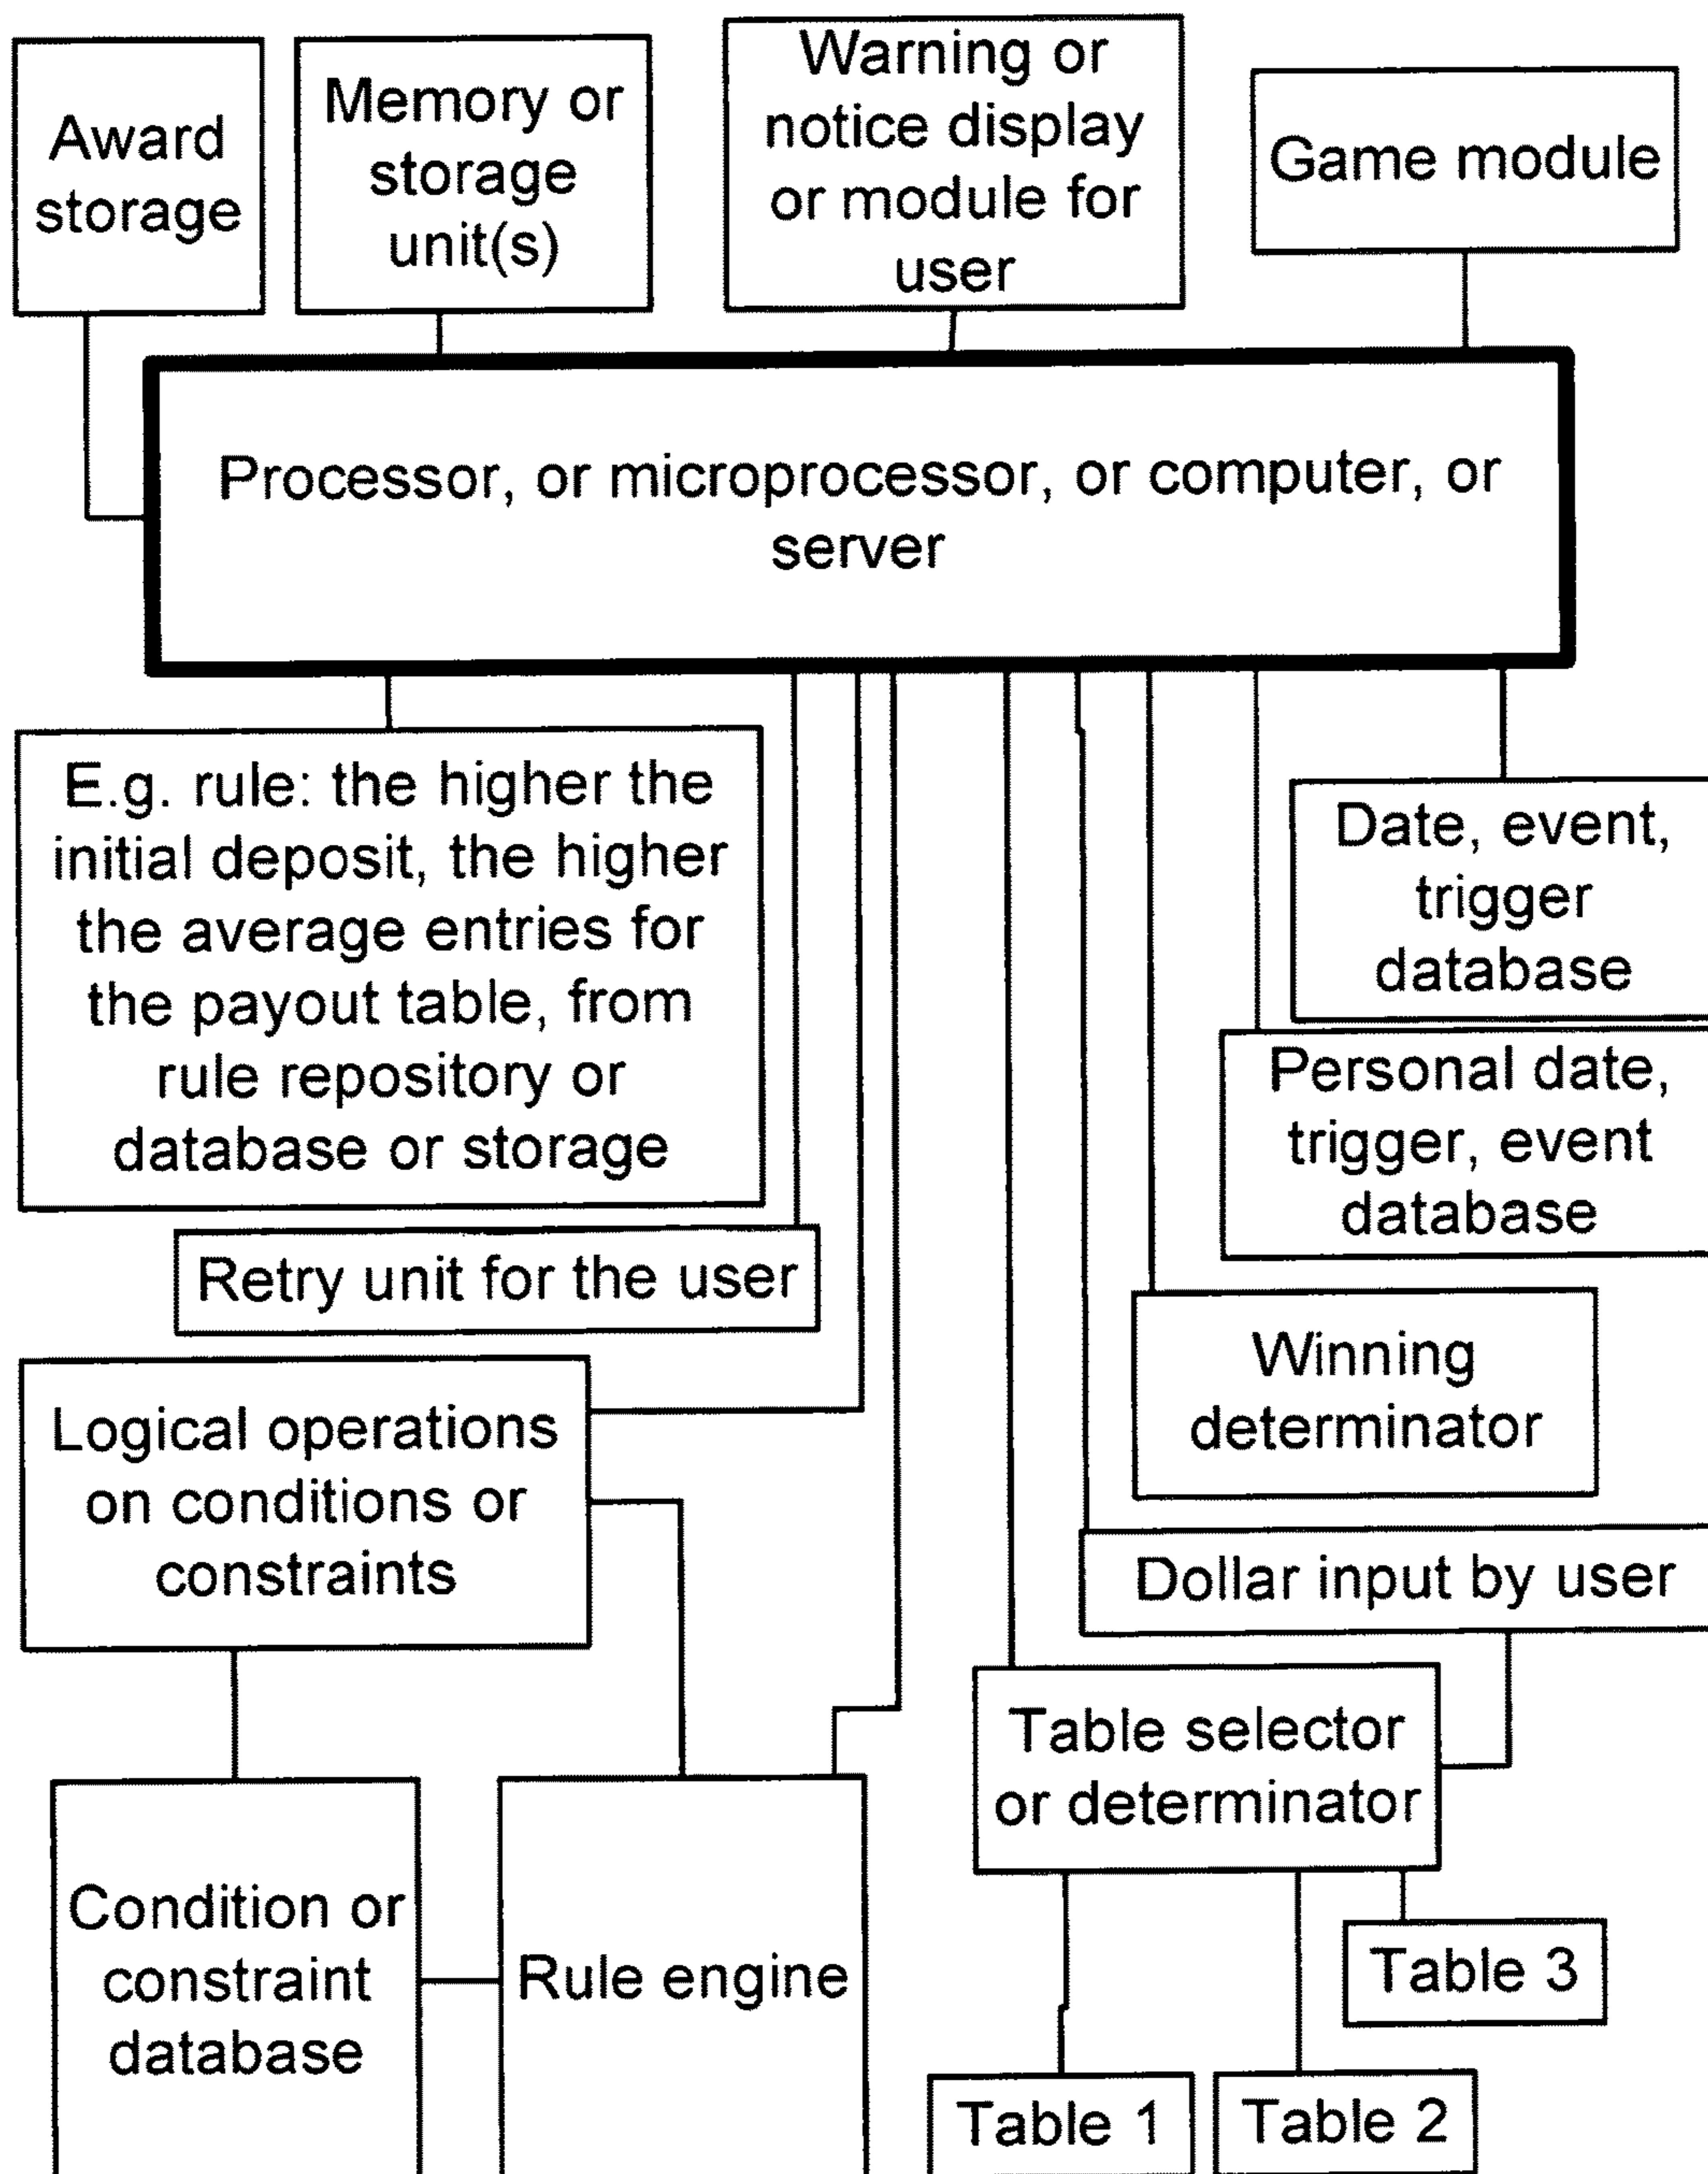 Award
storage
Memory or
storage
unit(s)
Warning or
notice display
or module for
user
Game module
Processor, or microprocessor, or computer, or
server
E.g. rule: the higher the
initial deposit, the higher
the average entries for
the payout table, from
rule repository or
database or storage
Date, event,
trigger
database
Personal date,
trigger, event
database
Retry unit for the user
Winning
determinator
Logical operations
on conditions or
constraints
Dollar input by user
Table selector
or determinator
Condition or
constraint
database
Rule engine
Table 3
Table 1
Table 2